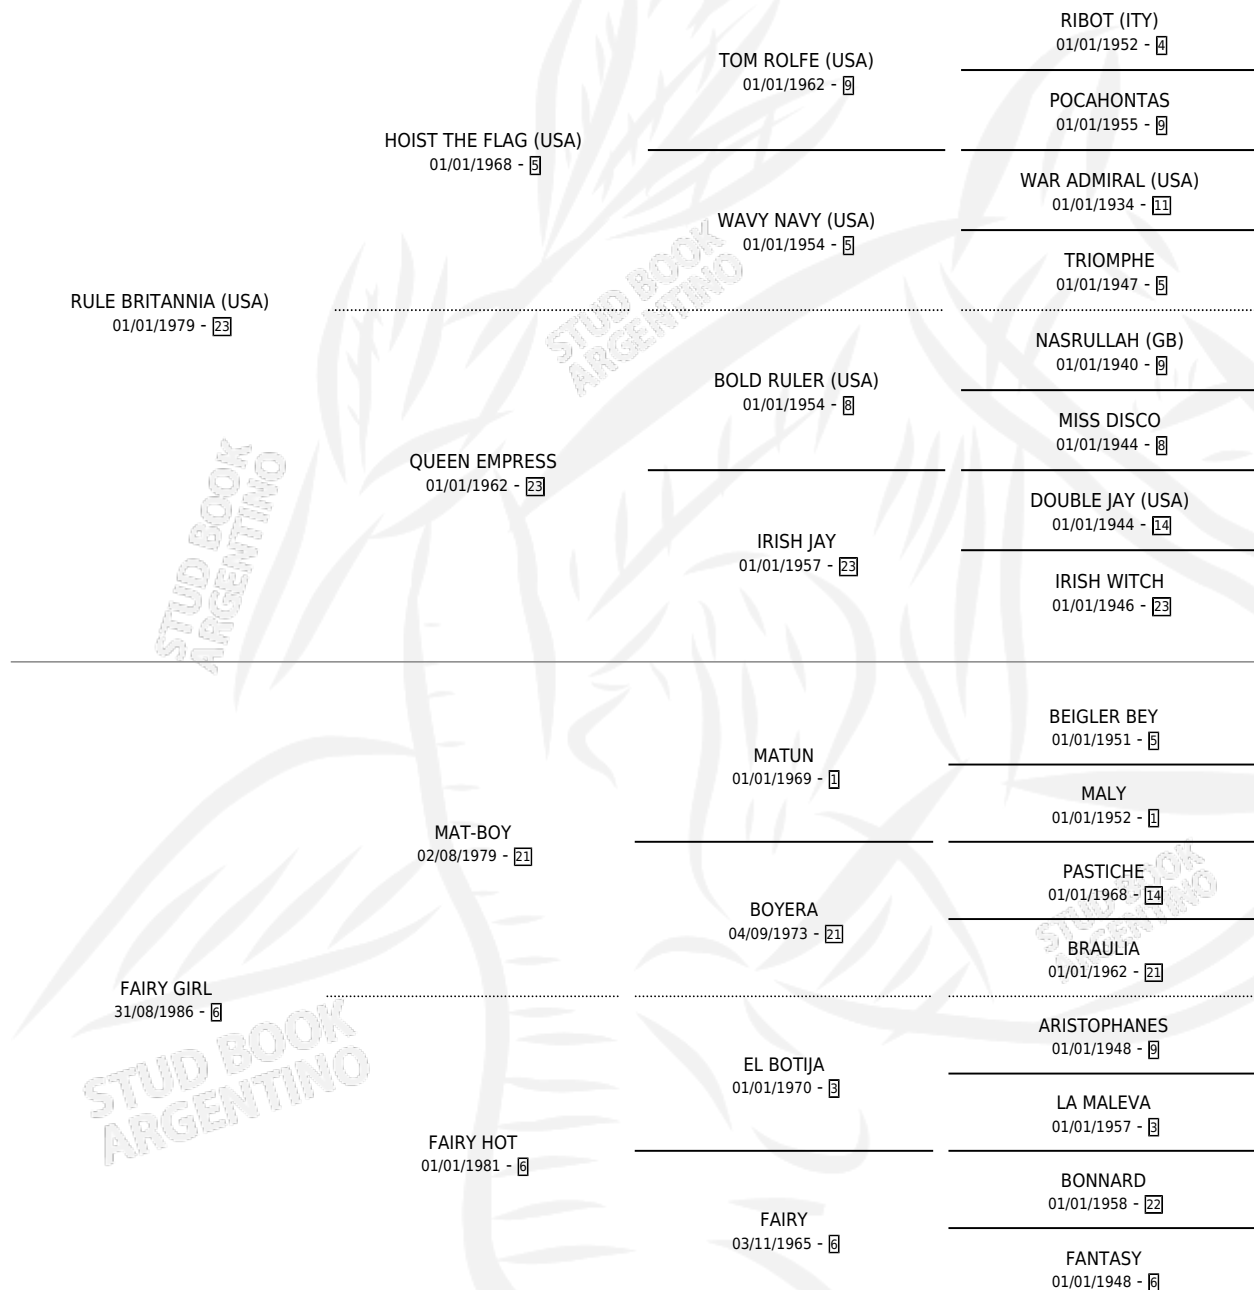 RIBOT (ITY)
01/01/1952 - 4
TOM ROLFE (USA)
01/01/1962 - 9
POCAHONTAS
01/01/1955 - 9
HOIST THE FLAG (USA)
01/01/1968 - 5
WAR ADMIRAL (USA)
01/01/1934 - 11
WAVY NAVY (USA)
01/01/1954 - 5
TRIOMPHE
01/01/1947 - 5
RULE BRITANNIA (USA)
01/01/1979 - 23
NASRULLAH (GB)
01/01/1940 - 9
BOLD RULER (USA)
01/01/1954 - 8
MISS DISCO
01/01/1944 - 8
QUEEN EMPRESS
01/01/1962 - 23
DOUBLE JAY (USA)
01/01/1944 - 14
IRISH JAY
01/01/1957 - 23
IRISH WITCH
01/01/1946 - 23
BEIGLER BEY
01/01/1951 - 5
MATUN
01/01/1969 - 1
MALY
01/01/1952 - 1
MAT-BOY
02/08/1979 - 21
PASTICHE
01/01/1968 - 14
BOYERA
04/09/1973 - 21
BRAULIA
01/01/1962 - 21
FAIRY GIRL
31/08/1986 - 6
ARISTOPHANES
01/01/1948 - 9
EL BOTIJA
01/01/1970 - 3
LA MALEVA
01/01/1957 - 3
FAIRY HOT
01/01/1981 - 6
BONNARD
01/01/1958 - 22
FAIRY
03/11/1965 - 6
FANTASY
01/01/1948 - 6
STUD BOOK
ARGENTINO
STUD BOOK
ARGENTINO
STUD BOOK
ARGENTINO
STUD BOOK
ARGENTINO